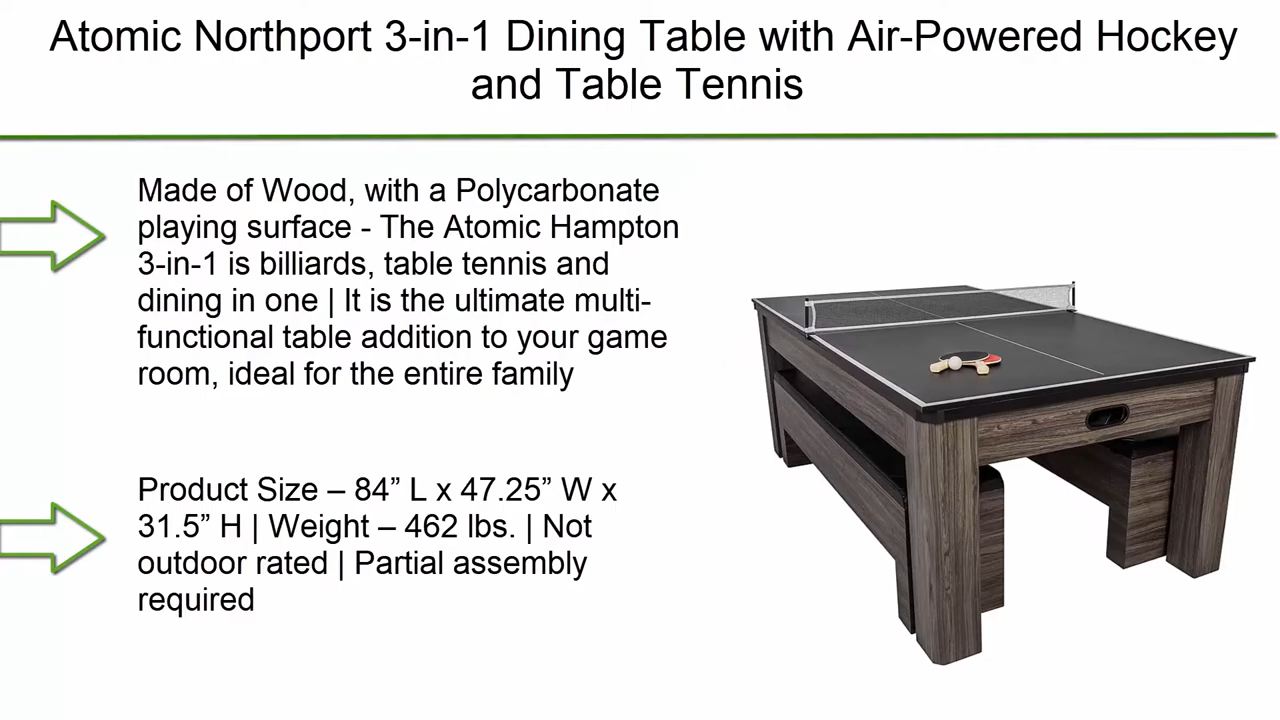 Atomic Northport 3-in-1 Dining Table with Air-Powered Hockey
and Table Tennis
Made of Wood, with a Polycarbonate
playing surface - The Atomic Hampton
3-in-1 is billiards, table tennis and
dining in one | It is the ultimate multi-
functional table addition to your game
room, ideal for the entire family
Product Size – 84” L x 47.25” W x
31.5” H | Weight – 462 lbs. | Not
outdoor rated | Partial assembly
required